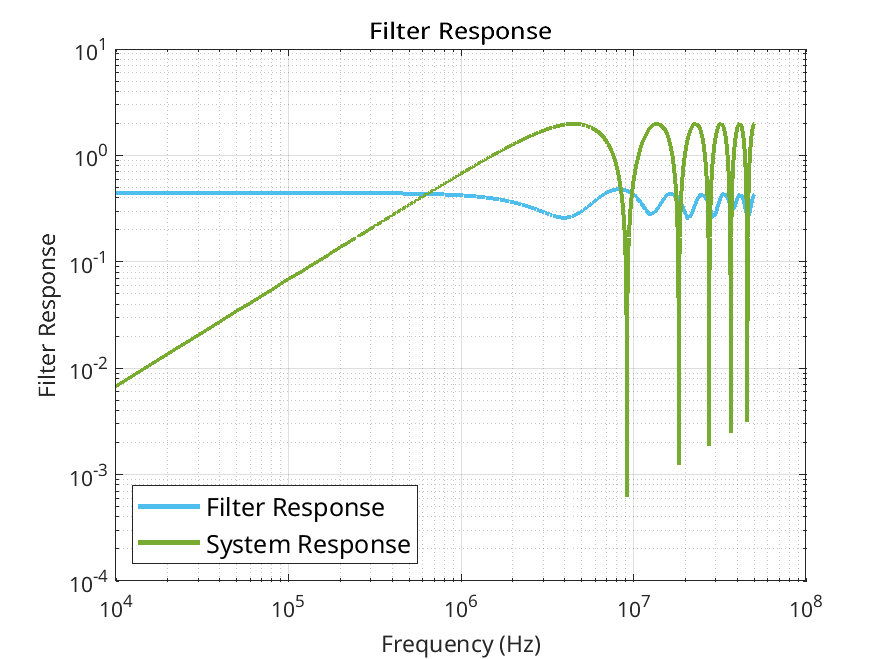 Filter Response
10^1
10^0
10^-1
10^-2
10^-3
10^-4
Filter Response
Filter Response
System Response
10^4 10^5 10^6 10^7 10^8
Frequency (Hz)